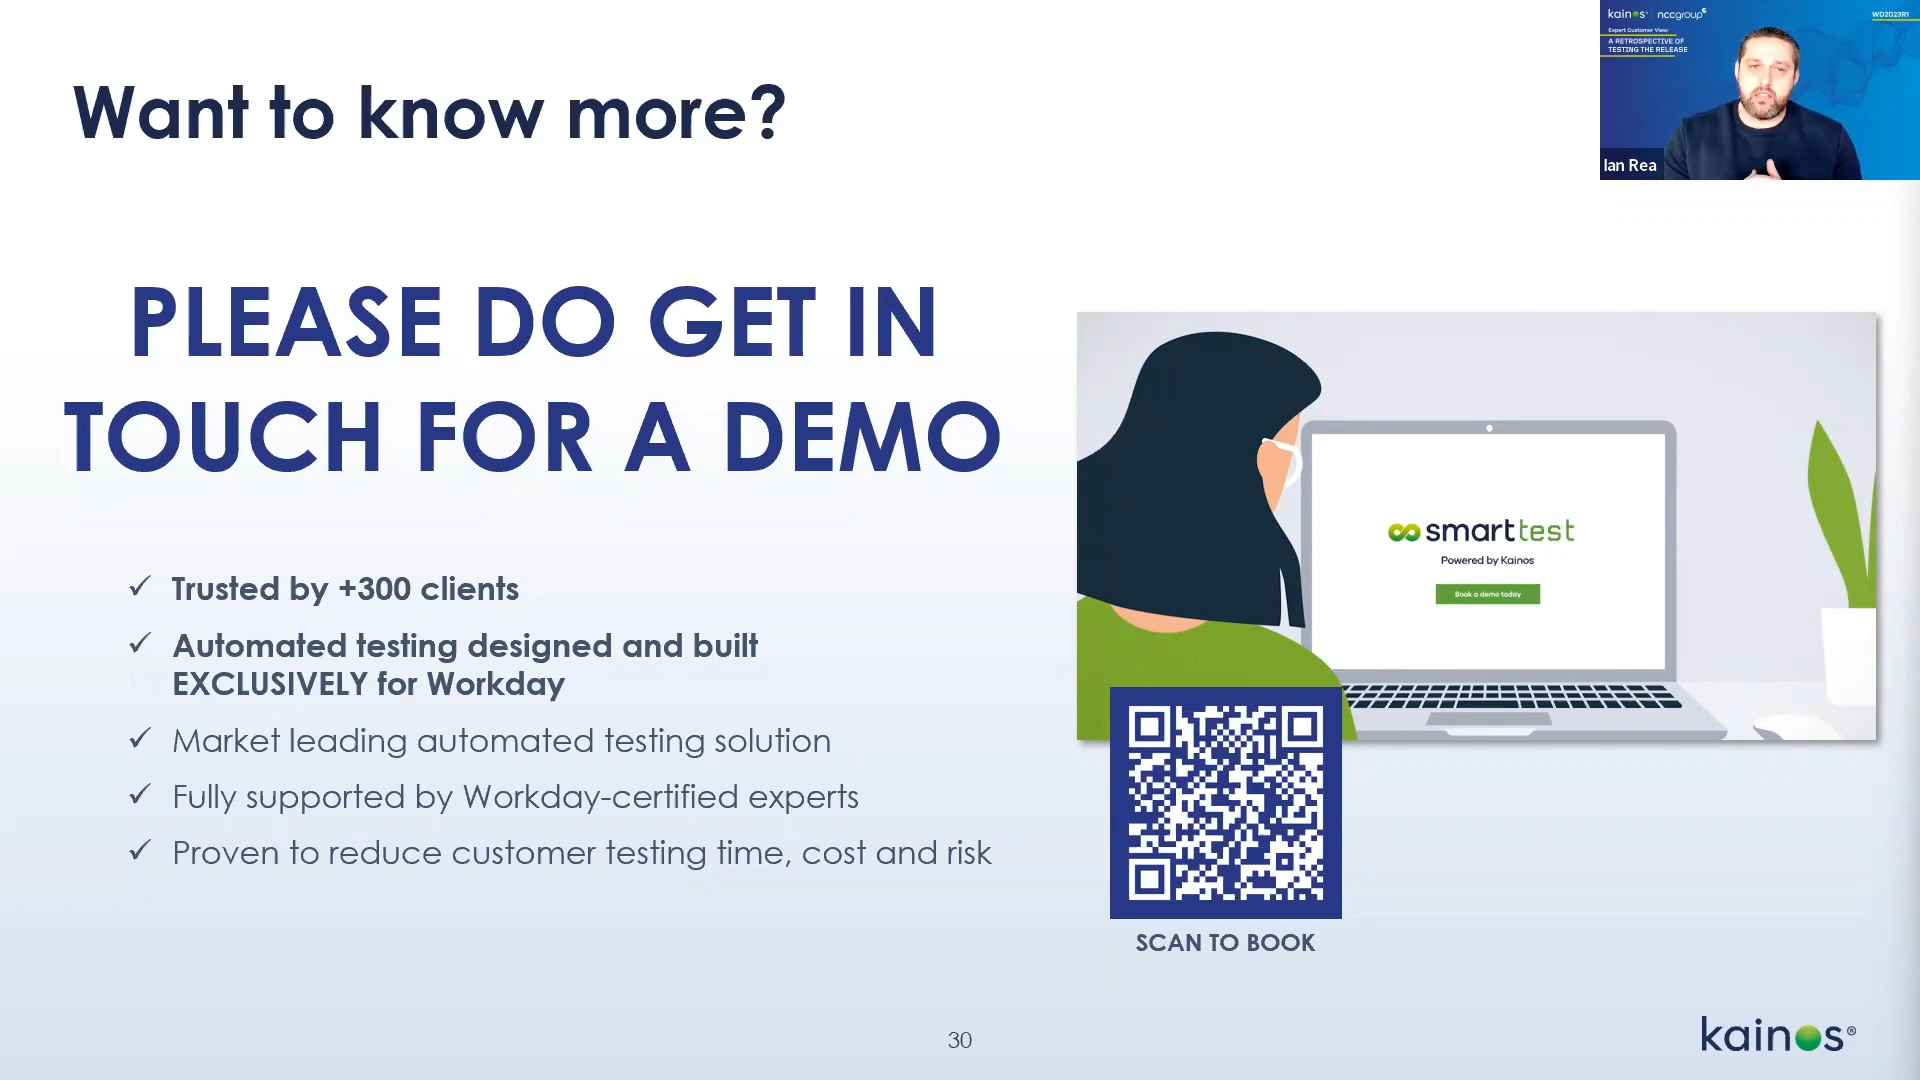 Want to know more?
kainos | nccgroup
WD2023R1
Expert Customer View:
A RETROSPECTIVE OF
TESTING THE RELEASE
Ian Rea
PLEASE DO GET IN
TOUCH FOR A DEMO
✓ Trusted by +300 clients
✓ Automated testing designed and built
EXCLUSIVELY for Workday
✓ Market leading automated testing solution
✓ Fully supported by Workday-certified experts
✓ Proven to reduce customer testing time, cost and risk
smarttest
Powered by Kainos
Book a demo today
SCAN TO BOOK
30
kainos®